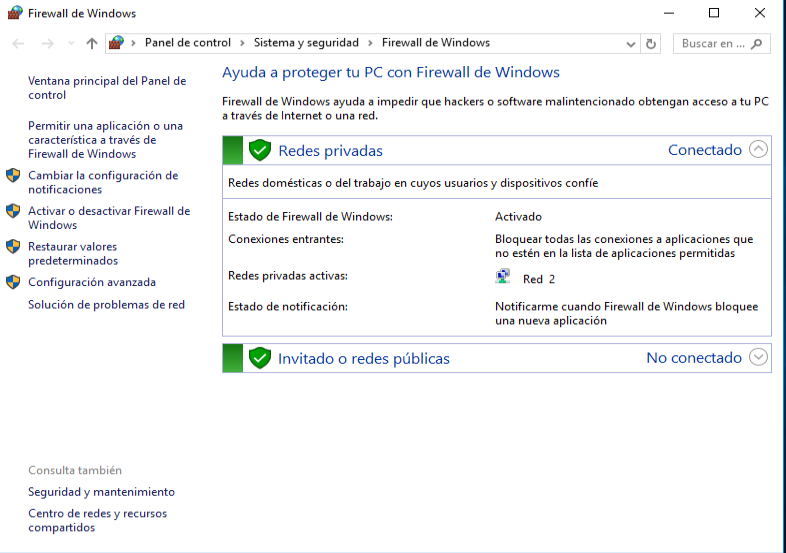 Firewall de Windows
Panel de control > Sistema y seguridad > Firewall de Windows
Buscar en ...
Ventana principal del Panel de
control
Permitir una aplicación o una
característica a través de
Firewall de Windows
Cambiar la configuración de
notificaciones
Activar o desactivar Firewall de
Windows
Restaurar valores
predeterminados
Configuración avanzada
Solución de problemas de red
Consulta también
Seguridad y mantenimiento
Centro de redes y recursos
compartidos
Ayuda a proteger tu PC con Firewall de Windows
Firewall de Windows ayuda a impedir que hackers o software malintencionado obtengan acceso a tu PC
a través de Internet o una red.
Redes privadas Conectado
Redes domésticas o del trabajo en cuyos usuarios y dispositivos confíe
Estado de Firewall de Windows: Activado
Conexiones entrantes: Bloquear todas las conexiones a aplicaciones que
no estén en la lista de aplicaciones permitidas
Redes privadas activas: Red 2
Estado de notificación: Notificarme cuando Firewall de Windows bloquee
una nueva aplicación
Invitado o redes públicas No conectado